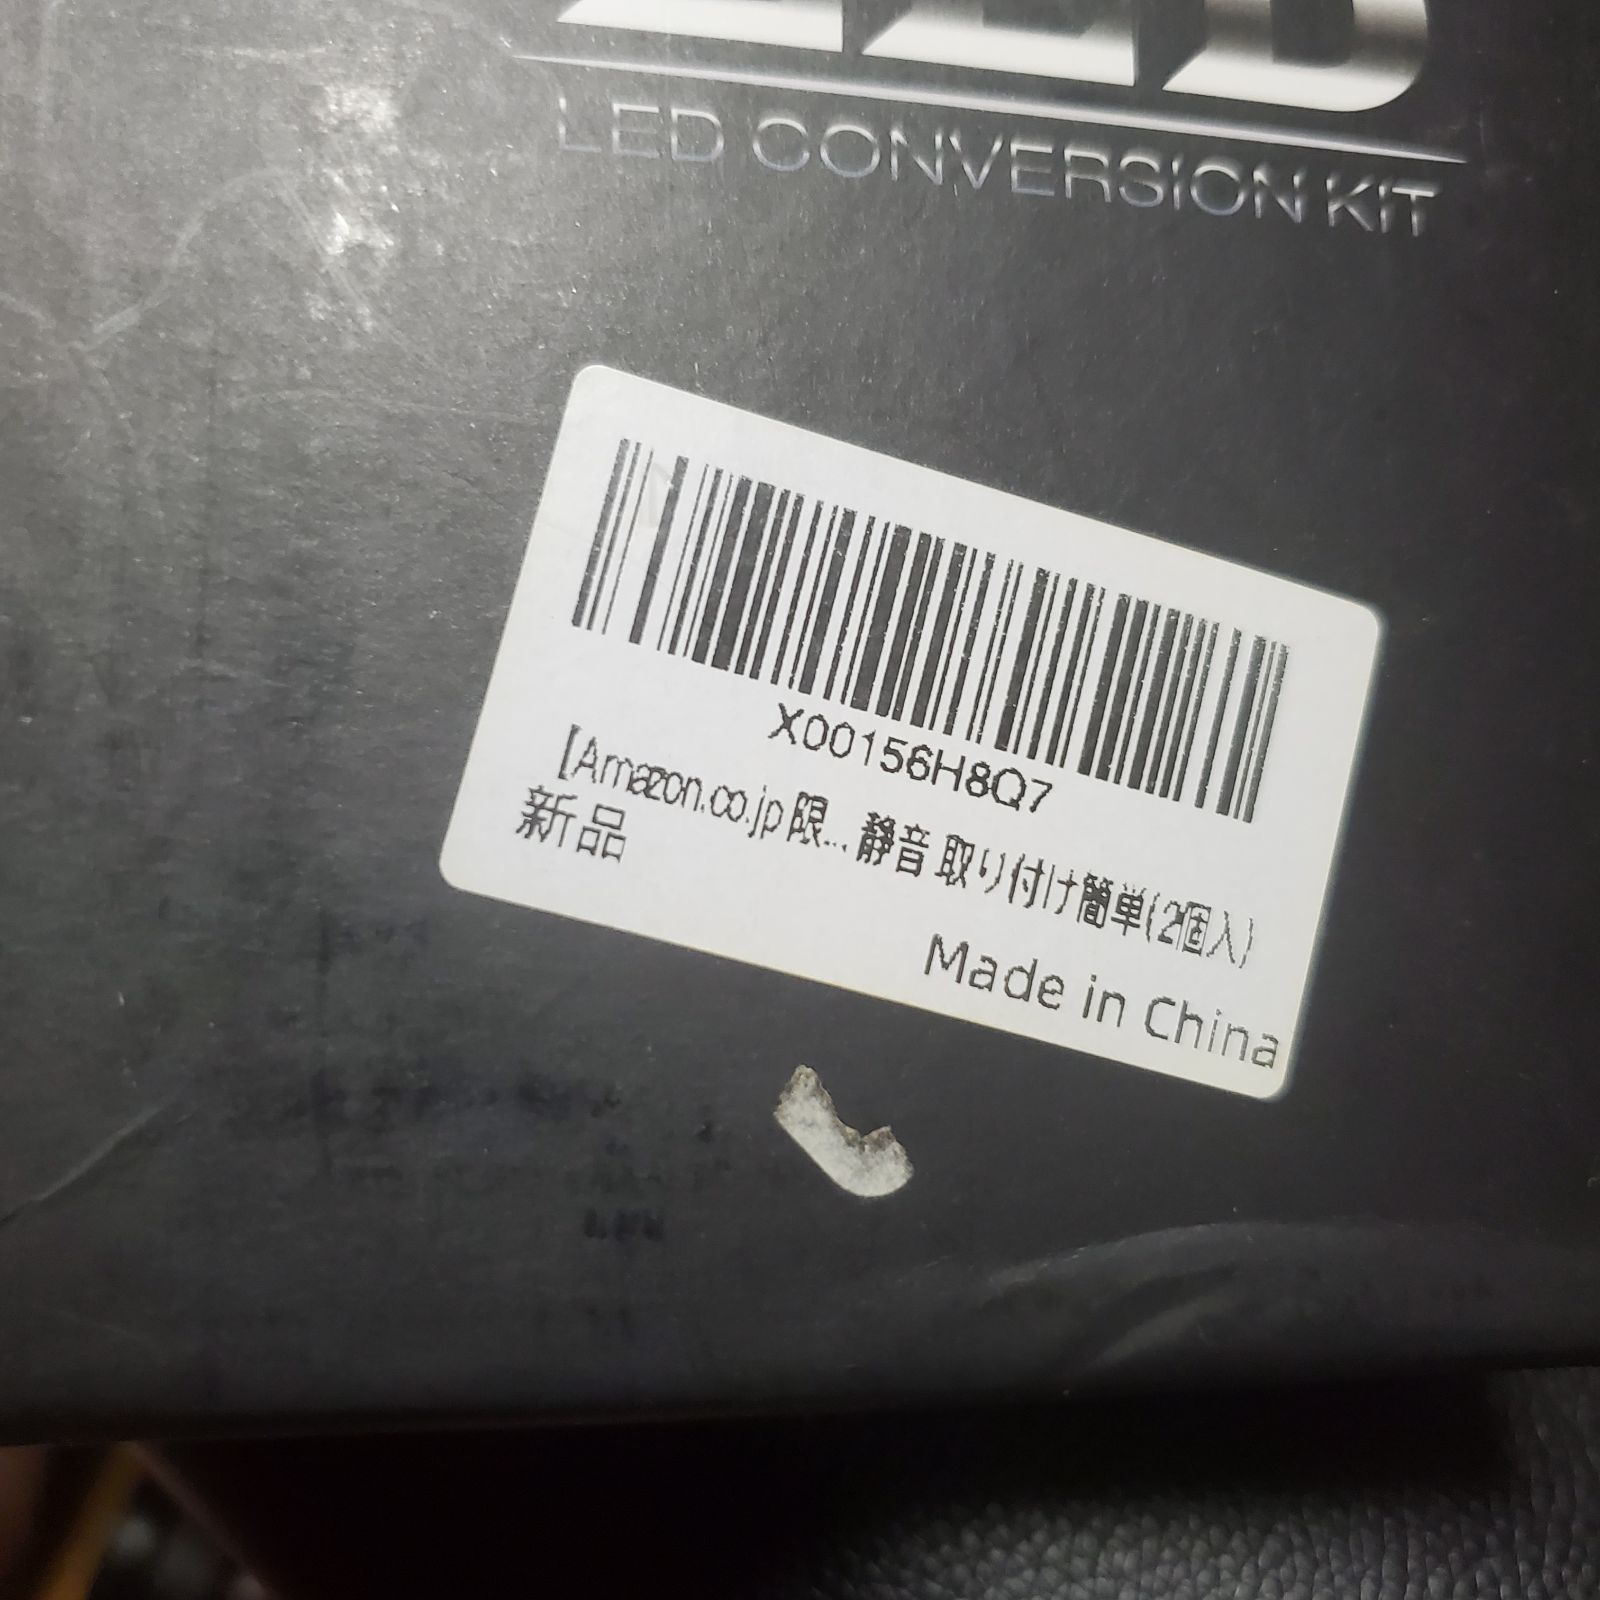 LED
LED CONVERSION KIT
X00156H8Q7
【Amazon.co.jp 限... 静音 取り付け簡単(2個入)
新品
Made in China